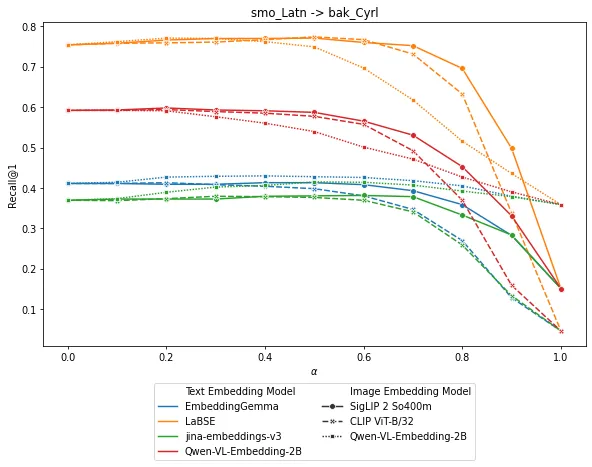 smo_Latn -> bak_Cyrl
0.8
0.7
0.6
0.5
0.4
0.3
0.2
0.1
Recall@1
0.0 0.2 0.4 0.6 0.8 1.0
α
Text Embedding Model Image Embedding Model
EmbeddingGemma SigLIP 2 So400m
LaBSE CLIP ViT-B/32
jina-embeddings-v3 Qwen-VL-Embedding-2B
Qwen-VL-Embedding-2B